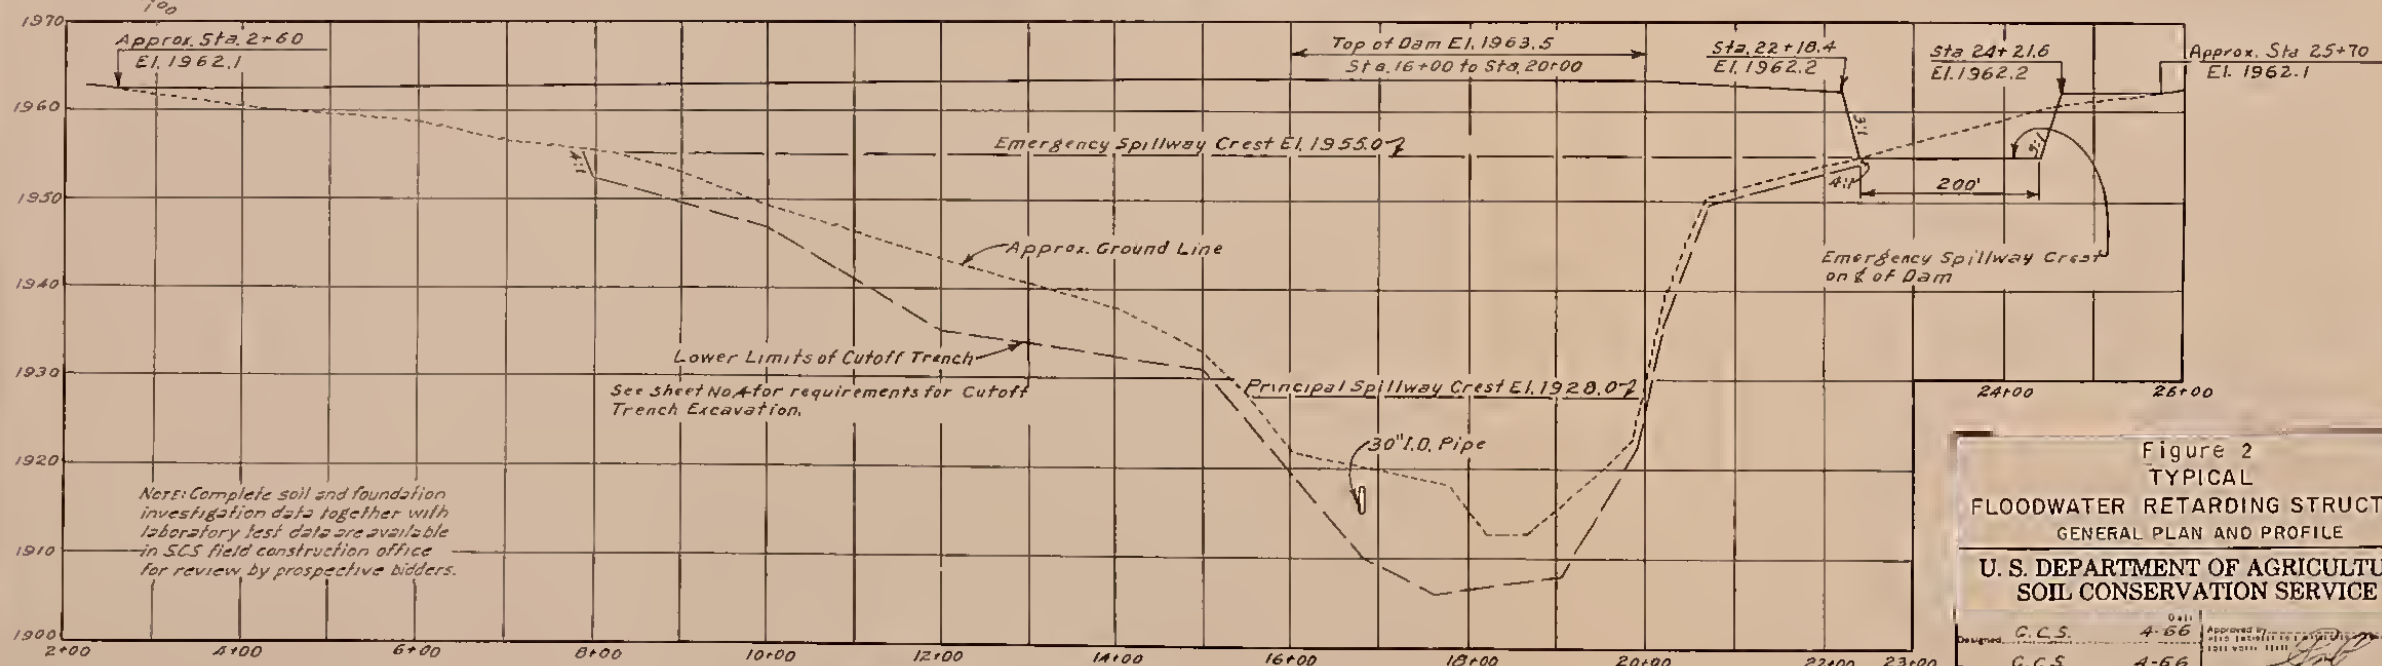 100
1970
1960
1950
1940
1930
1920
1910
1900
Approx. Sta. 2+60
El. 1962.1
Top of Dam El. 1963.5
Sta. 16+00 to Sta. 20+00
Sta. 22+18.4
El. 1962.2
Sta. 24+21.6
El. 1962.2
Approx. Sta 25+70
El. 1962.1
3:1
3:1
Emergency Spillway Crest El. 1955.0
1:1
4:1
200'
Approx. Ground Line
Emergency Spillway Crest
on ℄ of Dam
Lower Limits of Cutoff Trench
See Sheet No.4 for requirements for Cutoff
Trench Excavation.
Principal Spillway Crest El. 1928.0
30" I.D. Pipe
24+00 26+00
NOTE: Complete soil and foundation
investigation data together with
laboratory test data are available
in SCS field construction office
for review by prospective bidders.
2+00 4+00 6+00 8+00 10+00 12+00 14+00 16+00 18+00 20+00 22+00 23+00
Figure 2
TYPICAL
FLOODWATER RETARDING STRUCT
GENERAL PLAN AND PROFILE
U. S. DEPARTMENT OF AGRICULTU
SOIL CONSERVATION SERVICE
Date
Designed G.C.S. 4-66 Approved by
G.C.S. 4-66